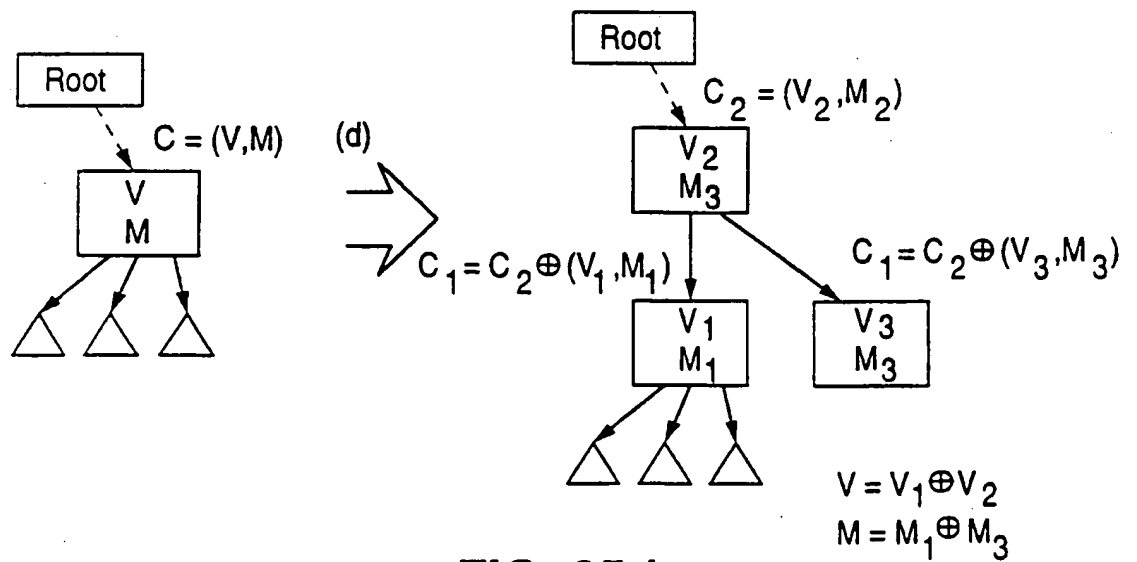 Root
C = (V,M)
V
M
(d)
Root
C₂ = (V₂,M₂)
V₂
M₃
C₁ = C₂ ⊕ (V₁,M₁)
C₁ = C₂ ⊕ (V₃,M₃)
V₁
M₁
V₃
M₃
V = V₁ ⊕ V₂
M = M₁ ⊕ M₃